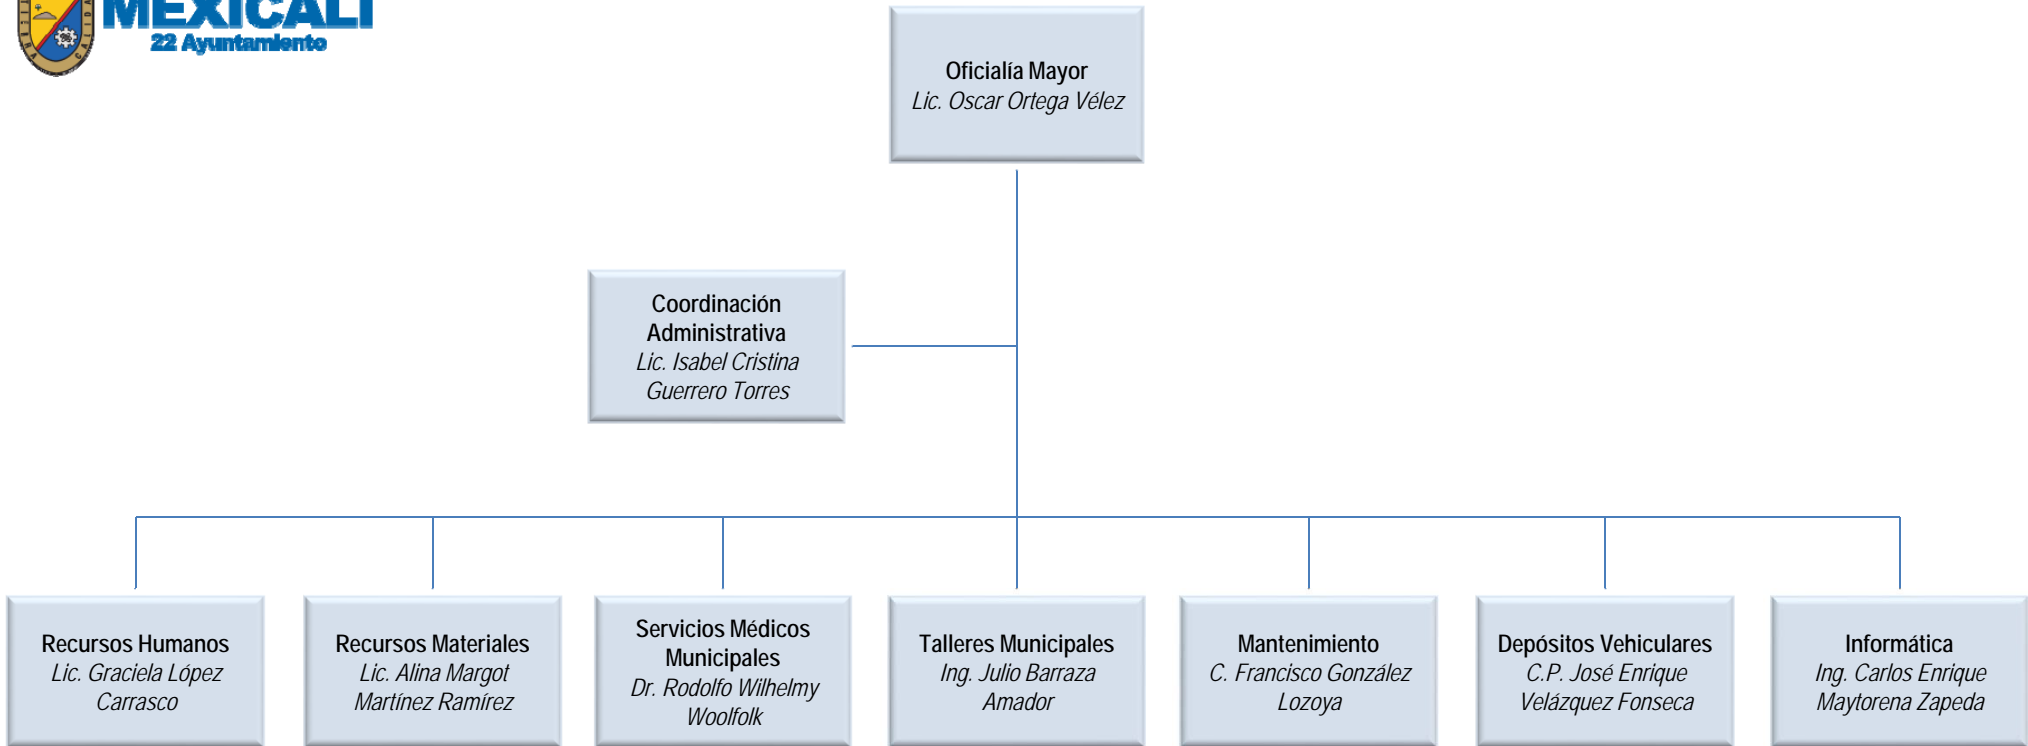 MEXICALI
22 Ayuntamiento
Oficialía Mayor
Lic. Oscar Ortega Vélez
Coordinación
Administrativa
Lic. Isabel Cristina
Guerrero Torres
Recursos Humanos
Lic. Graciela López
Carrasco
Recursos Materiales
Lic. Alina Margot
Martínez Ramírez
Servicios Médicos
Municipales
Dr. Rodolfo Wilhelmy
Woolfolk
Talleres Municipales
Ing. Julio Barraza
Amador
Mantenimiento
C. Francisco González
Lozoya
Depósitos Vehiculares
C.P. José Enrique
Velázquez Fonseca
Informática
Ing. Carlos Enrique
Maytorena Zapeda